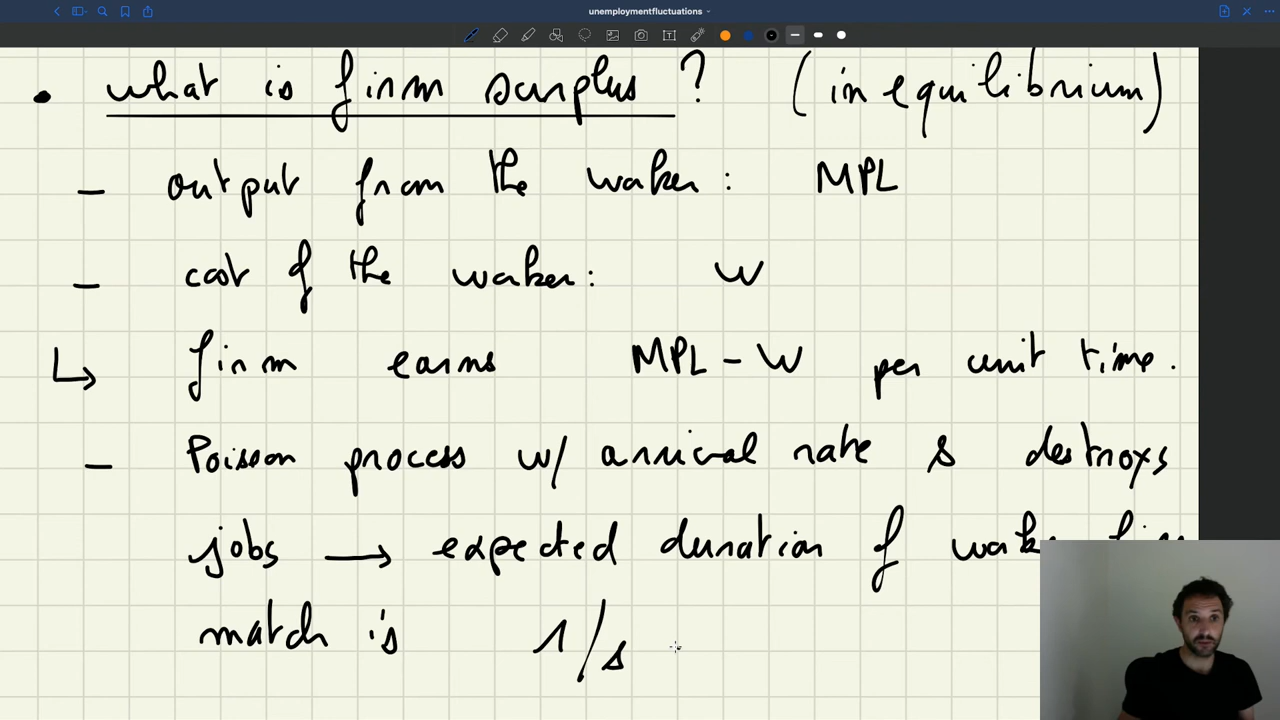 unemploymentfluctuations
• what is firm surplus ? (in equilibrium)
- output from the worker : MPL
- cost of the worker : W
↳ firm earns MPL - W per unit time.
- Poisson process w/ arrival rate s destroys
jobs → expected duration of
match is 1/s